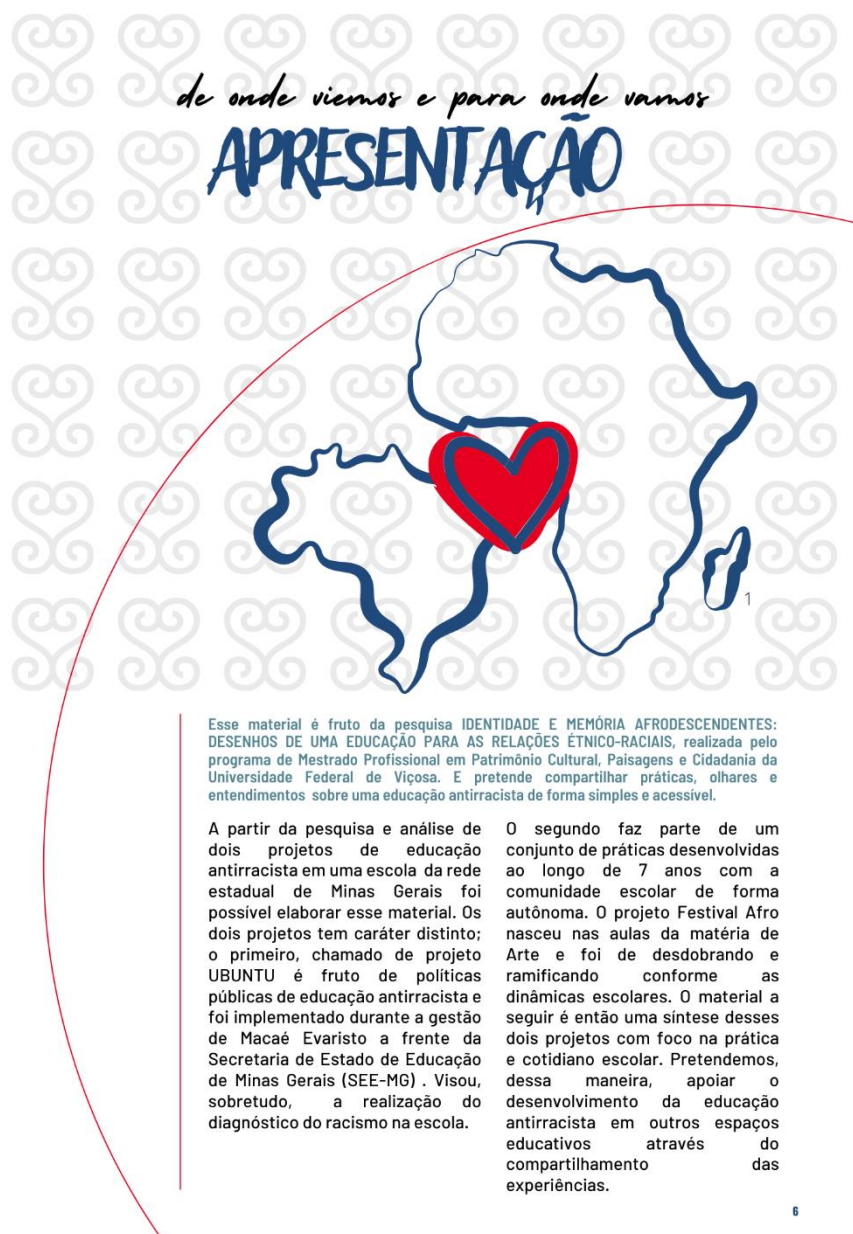 de onde viemos e para onde vamos
APRESENTAÇÃO
1
Esse material é fruto da pesquisa IDENTIDADE E MEMÓRIA AFRODESCENDENTES:
DESENHOS DE UMA EDUCAÇÃO PARA AS RELAÇÕES ÉTNICO-RACIAIS, realizada pelo
programa de Mestrado Profissional em Patrimônio Cultural, Paisagens e Cidadania da
Universidade Federal de Viçosa. E pretende compartilhar práticas, olhares e
entendimentos sobre uma educação antirracista de forma simples e acessível.
A partir da pesquisa e análise de
dois projetos de educação
antirracista em uma escola da rede
estadual de Minas Gerais foi
possível elaborar esse material. Os
dois projetos tem caráter distinto;
o primeiro, chamado de projeto
UBUNTU é fruto de políticas
públicas de educação antirracista e
foi implementado durante a gestão
de Macaé Evaristo a frente da
Secretaria de Estado de Educação
de Minas Gerais (SEE-MG) . Visou,
sobretudo, a realização do
diagnóstico do racismo na escola.
O segundo faz parte de um
conjunto de práticas desenvolvidas
ao longo de 7 anos com a
comunidade escolar de forma
autônoma. O projeto Festival Afro
nasceu nas aulas da matéria de
Arte e foi de desdobrando e
ramificando conforme as
dinâmicas escolares. O material a
seguir é então uma síntese desses
dois projetos com foco na prática
e cotidiano escolar. Pretendemos,
dessa maneira, apoiar o
desenvolvimento da educação
antirracista em outros espaços
educativos através do
compartilhamento das
experiências.
6